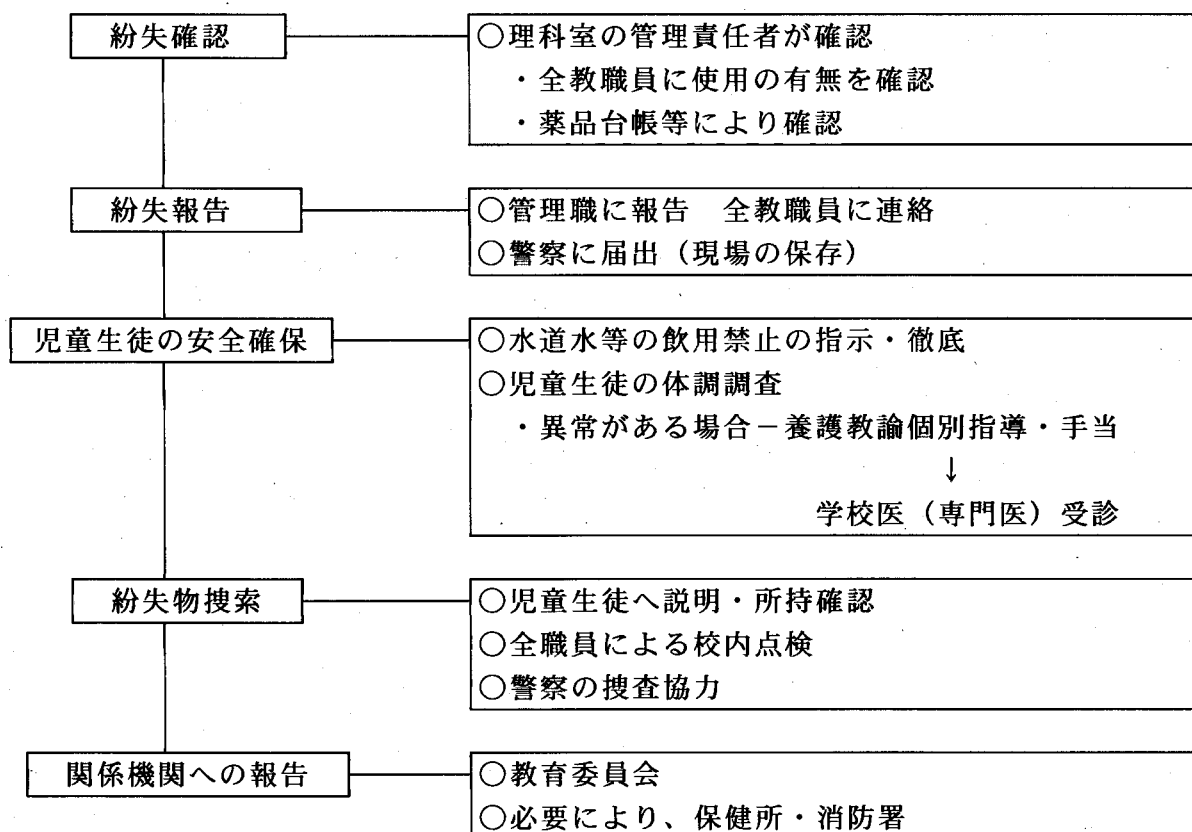 紛失確認
○理科室の管理責任者が確認
・全教職員に使用の有無を確認
・薬品台帳等により確認
紛失報告
○管理職に報告　全教職員に連絡
○警察に届出（現場の保存）
児童生徒の安全確保
○水道水等の飲用禁止の指示・徹底
○児童生徒の体調調査
・異常がある場合－養護教諭個別指導・手当
↓
学校医（専門医）受診
紛失物捜索
○児童生徒へ説明・所持確認
○全職員による校内点検
○警察の捜査協力
関係機関への報告
○教育委員会
○必要により、保健所・消防署